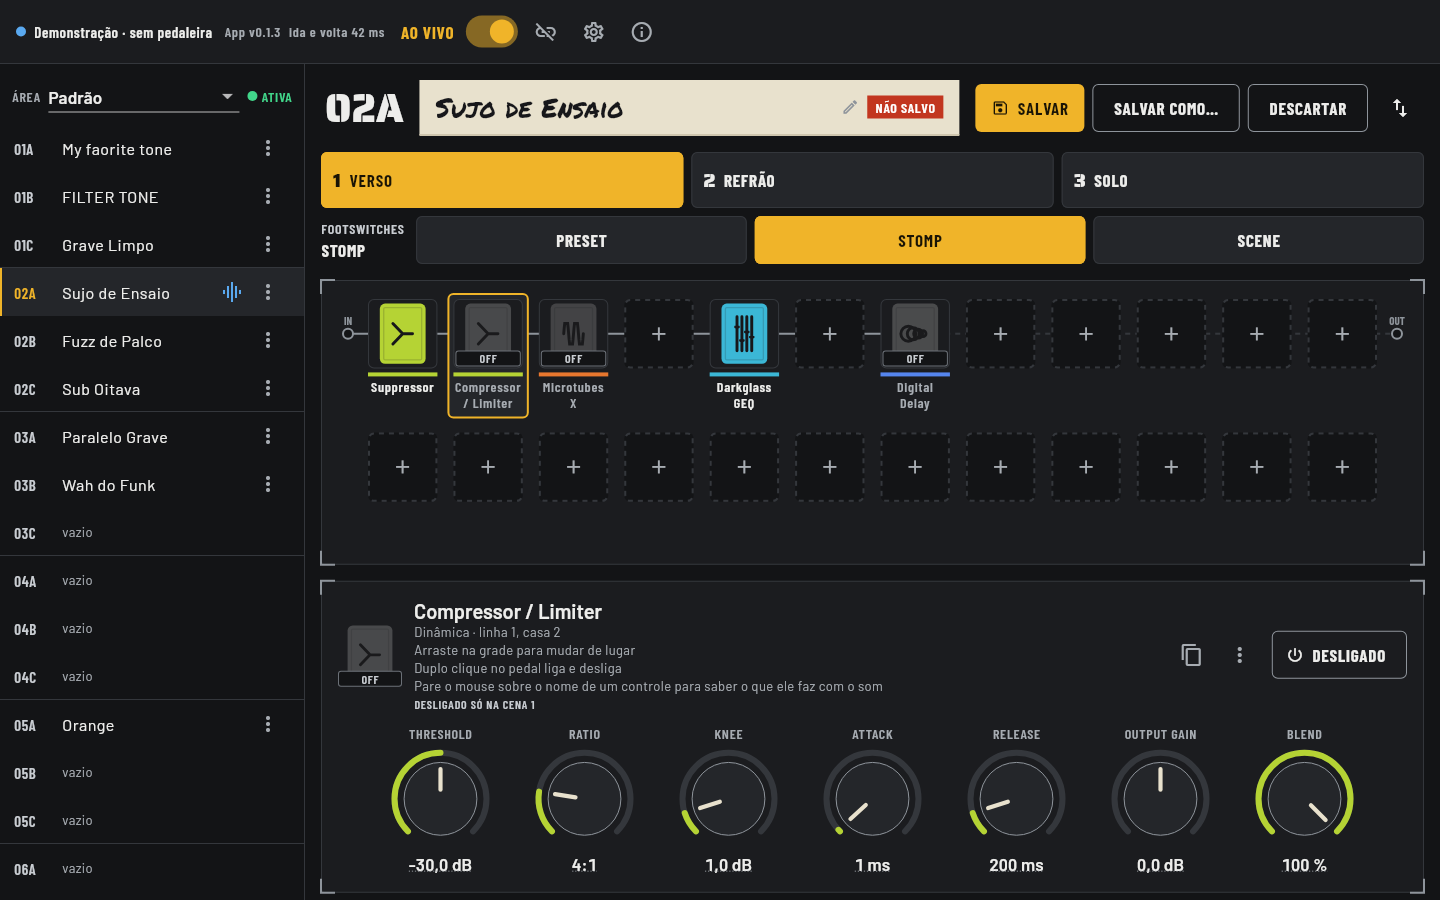 Demonstração · sem pedaleira App v0.1.3 Ida e volta 42 ms AO VIVO
ÁREA Padrão ATIVA
01A My faorite tone
01B FILTER TONE
01C Grave Limpo
02A Sujo de Ensaio
02B Fuzz de Palco
02C Sub Oitava
03A Paralelo Grave
03B Wah do Funk
03C vazio
04A vazio
04B vazio
04C vazio
05A Orange
05B vazio
05C vazio
06A vazio
02A Sujo de Ensaio NÃO SALVO SALVAR SALVAR COMO... DESCARTAR
1 VERSO 2 REFRÃO 3 SOLO
FOOTSWITCHES
STOMP
PRESET STOMP SCENE
IN OUT
OFF OFF OFF
Suppressor Compressor / Limiter Microtubes X Darkglass GEQ Digital Delay
Compressor / Limiter
Dinâmica · linha 1, casa 2
Arraste na grade para mudar de lugar
Duplo clique no pedal liga e desliga
Pare o mouse sobre o nome de um controle para saber o que ele faz com o som
DESLIGADO SÓ NA CENA 1
OFF
DESLIGADO
THRESHOLD RATIO KNEE ATTACK RELEASE OUTPUT GAIN BLEND
-30,0 dB 4:1 1,0 dB 1 ms 200 ms 0,0 dB 100 %